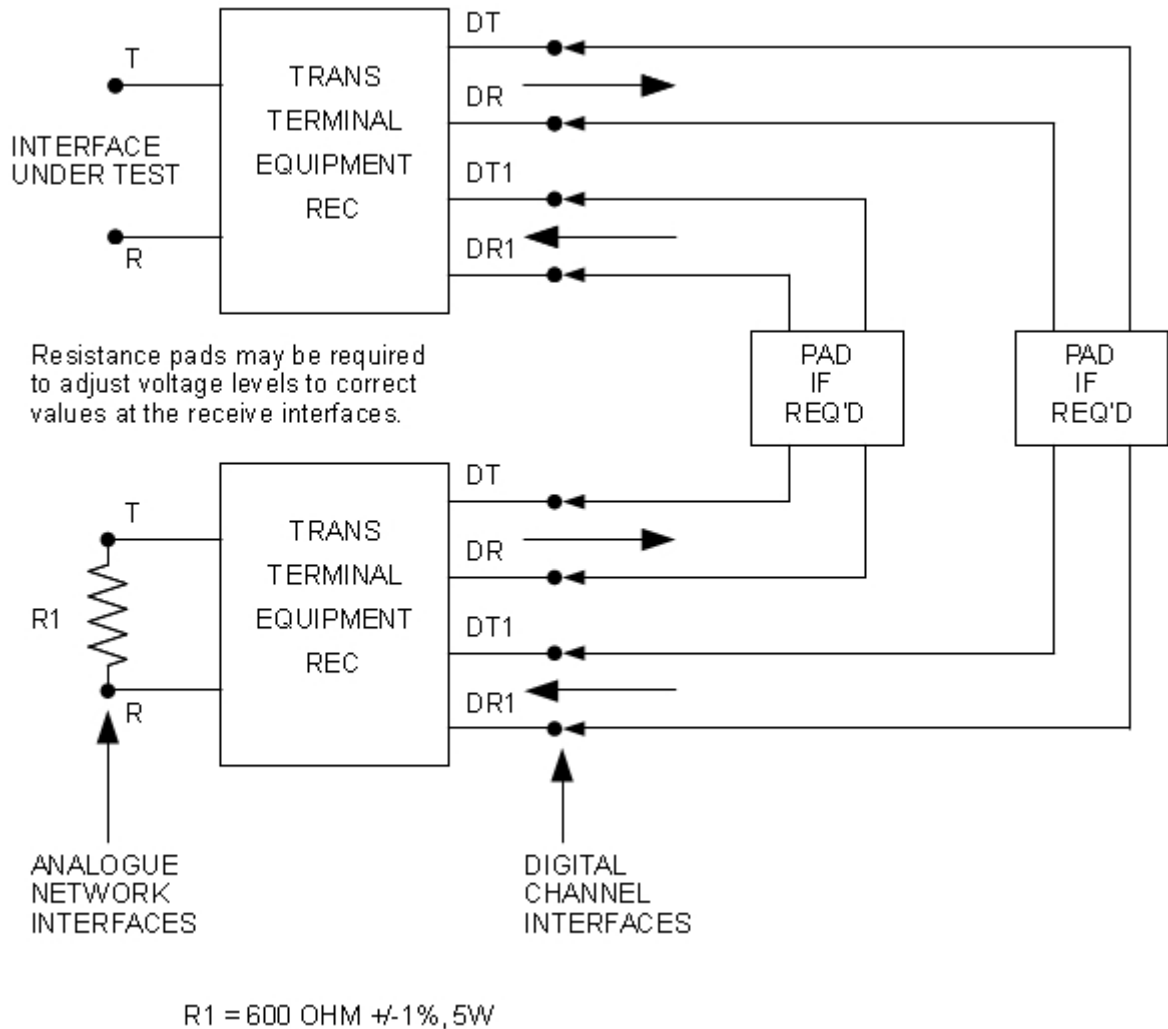 DT
T
TRANS
DR
TERMINAL
INTERFACE
UNDER TEST
EQUIPMENT
DT1
REC
R
DR1
Resistance pads may be required
to adjust voltage levels to correct
values at the receive interfaces.
PAD
IF
REQ'D
PAD
IF
REQ'D
DT
T
TRANS
DR
TERMINAL
R1
EQUIPMENT
DT1
REC
R
DR1
ANALOGUE
NETWORK
INTERFACES
DIGITAL
CHANNEL
INTERFACES
R1 = 600 OHM +/-1%, 5W